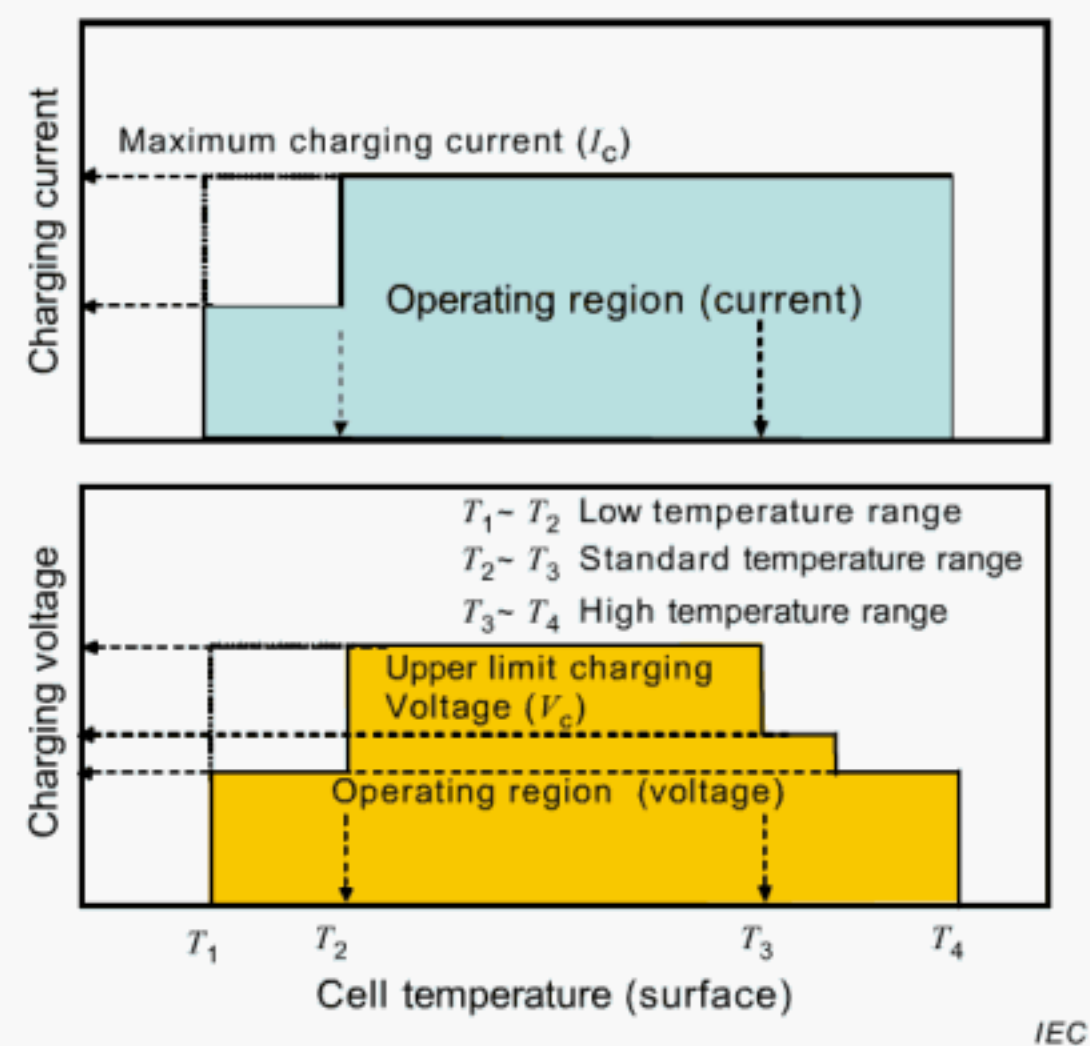 Charging current
Maximum charging current (Ic)
Operating region (current)
Charging voltage
T1~ T2 Low temperature range
T2~ T3 Standard temperature range
T3~ T4 High temperature range
Upper limit charging
Voltage (Vc)
Operating region (voltage)
T1 T2 T3 T4
Cell temperature (surface)
IEC